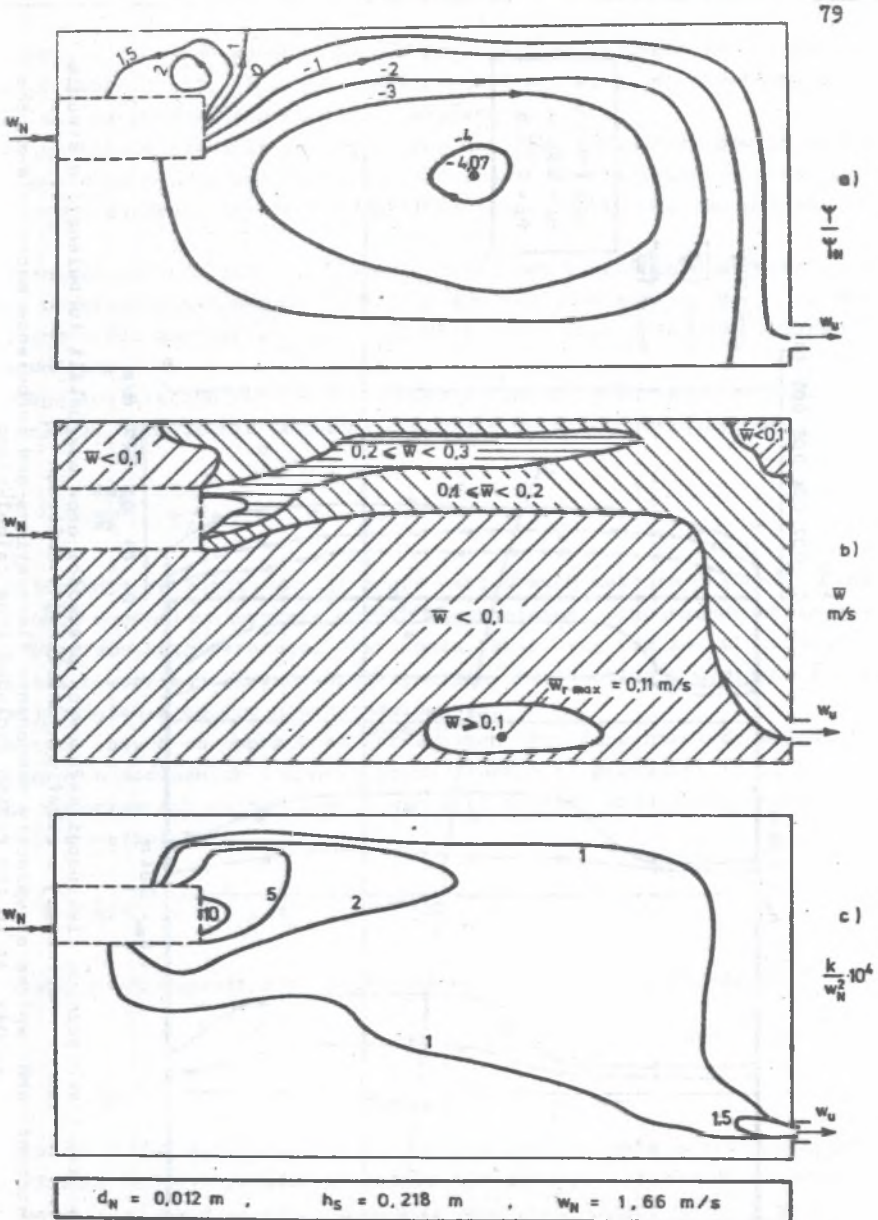 79
1,5
2
1
0
-1
-2
-3
-4
-4,07
w_N
w_u
a)
Ψ/Ψ_N
w̅ < 0,1
0,2 ≤ w̅ < 0,3
w̅ < 0,1
0,1 ≤ w̅ < 0,2
w_N
b)
w̅
m/s
w̅ < 0,1
w̅_r max = 0,11 m/s
w̅ ≥ 0,1
w_u
1
5
2
10
w_N
c)
k/w_N² · 10⁴
1
1.5
w_u
d_N = 0,012 m , h_S = 0,218 m , w_N = 1,66 m/s